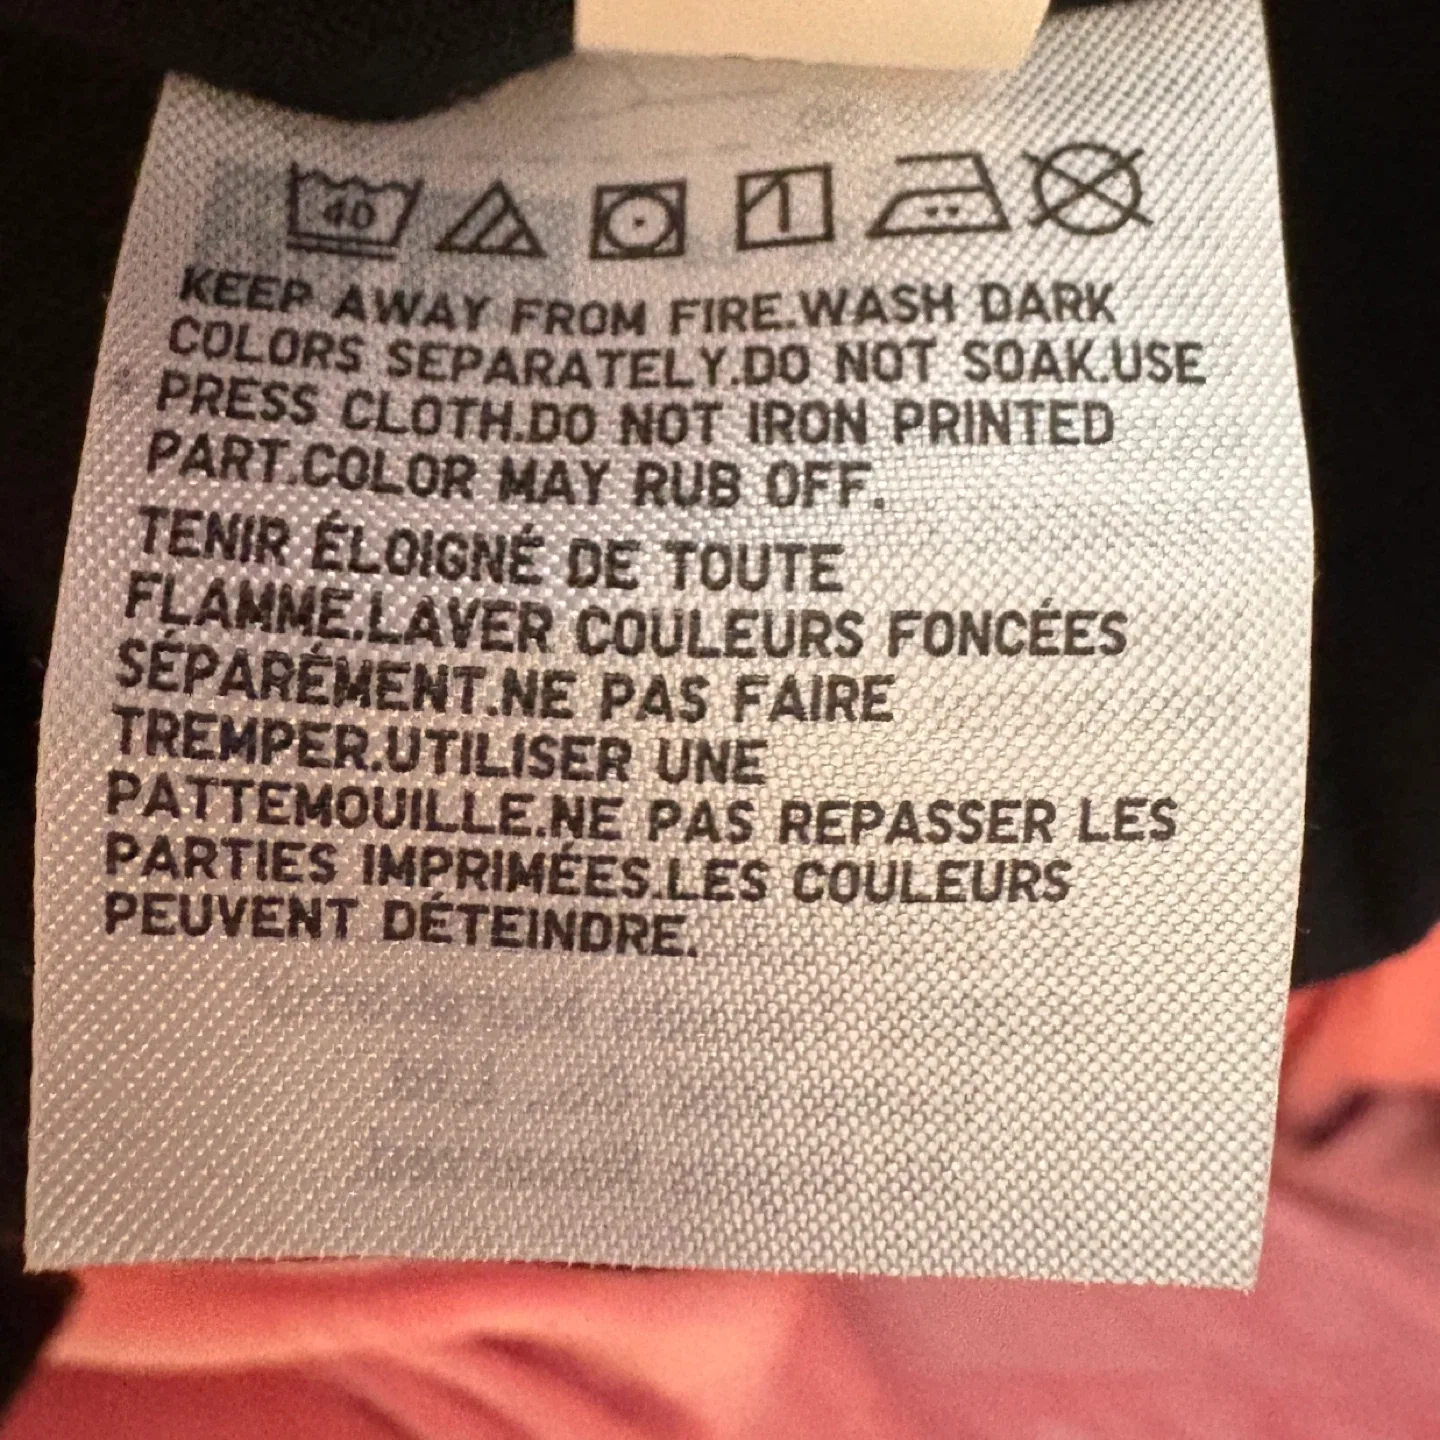 40
KEEP AWAY FROM FIRE.WASH DARK
COLORS SEPARATELY.DO NOT SOAK.USE
PRESS CLOTH.DO NOT IRON PRINTED
PART.COLOR MAY RUB OFF.
TENIR ÉLOIGNÉ DE TOUTE
FLAMME.LAVER COULEURS FONCÉES
SÉPARÉMENT.NE PAS FAIRE
TREMPER.UTILISER UNE
PATTEMOUILLE.NE PAS REPASSER LES
PARTIES IMPRIMÉES.LES COULEURS
PEUVENT DÉTEINDRE.